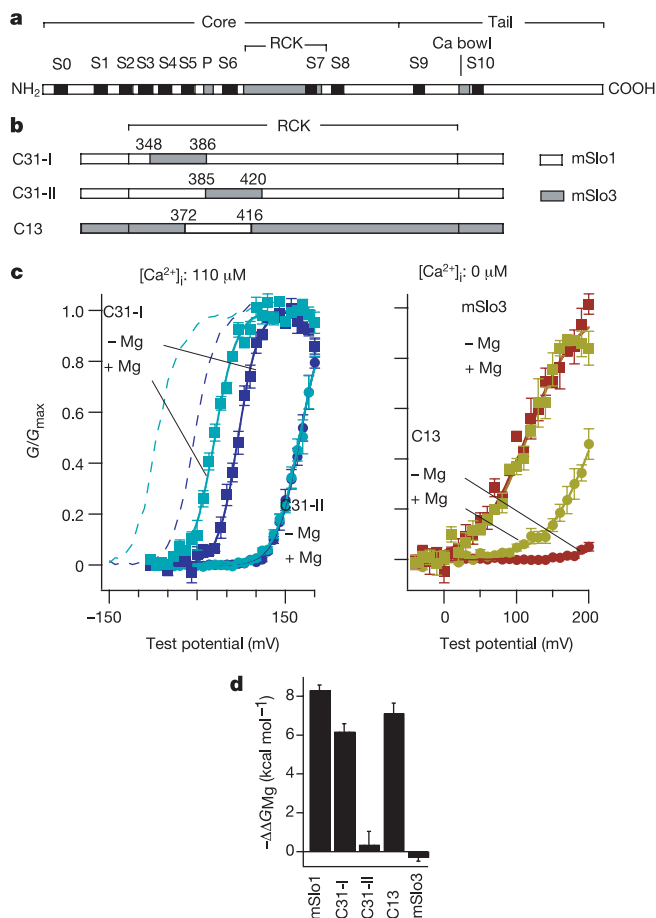 a
Core Tail
RCK Ca bowl
S0 S1 S2 S3 S4 S5 P S6 S7 S8 S9 S10
NH2 COOH
b
RCK
348 386
C31-I
385 420
C31-II
372 416
C13
mSlo1
mSlo3
c
[Ca²⁺]i: 110 μM
[Ca²⁺]i: 0 μM
G/Gmax
1.0
0.8
0.6
0.4
0.2
0
C31-I
– Mg
+ Mg
C31-II
– Mg
+ Mg
–150 150
Test potential (mV)
mSlo3
– Mg
+ Mg
C13
– Mg
+ Mg
0 100 200
Test potential (mV)
d
–ΔΔGMg (kcal mol⁻¹)
8
6
4
2
0
mSlo1
C31-I
C31-II
C13
mSlo3